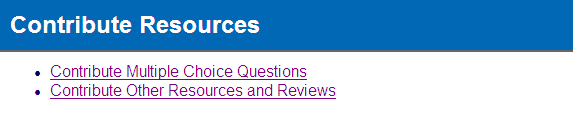 Contribute Resources
Contribute Multiple Choice Questions
Contribute Other Resources and Reviews